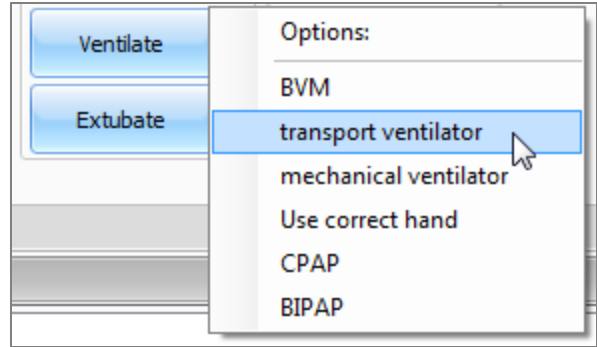 Ventilate
Extubate
Options:
BVM
transport ventilator
mechanical ventilator
Use correct hand
CPAP
BIPAP